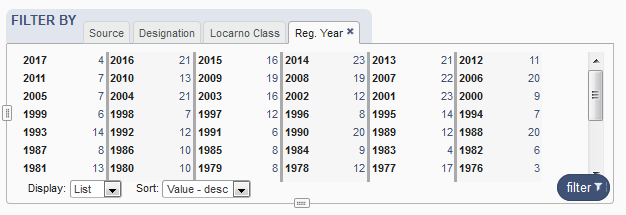 FILTER BY
Source Designation Locarno Class Reg. Year ✖
2017 4 2016 21 2015 16 2014 23 2013 21 2012 11
2011 7 2010 13 2009 19 2008 19 2007 22 2006 20
2005 7 2004 21 2003 16 2002 12 2001 23 2000 9
1999 6 1998 7 1997 12 1996 8 1995 14 1994 7
1993 14 1992 12 1991 6 1990 20 1989 12 1988 20
1987 8 1986 10 1985 8 1984 9 1983 4 1982 6
1981 13 1980 10 1979 8 1978 12 1977 17 1976 3
Display: List Sort: Value - desc filter